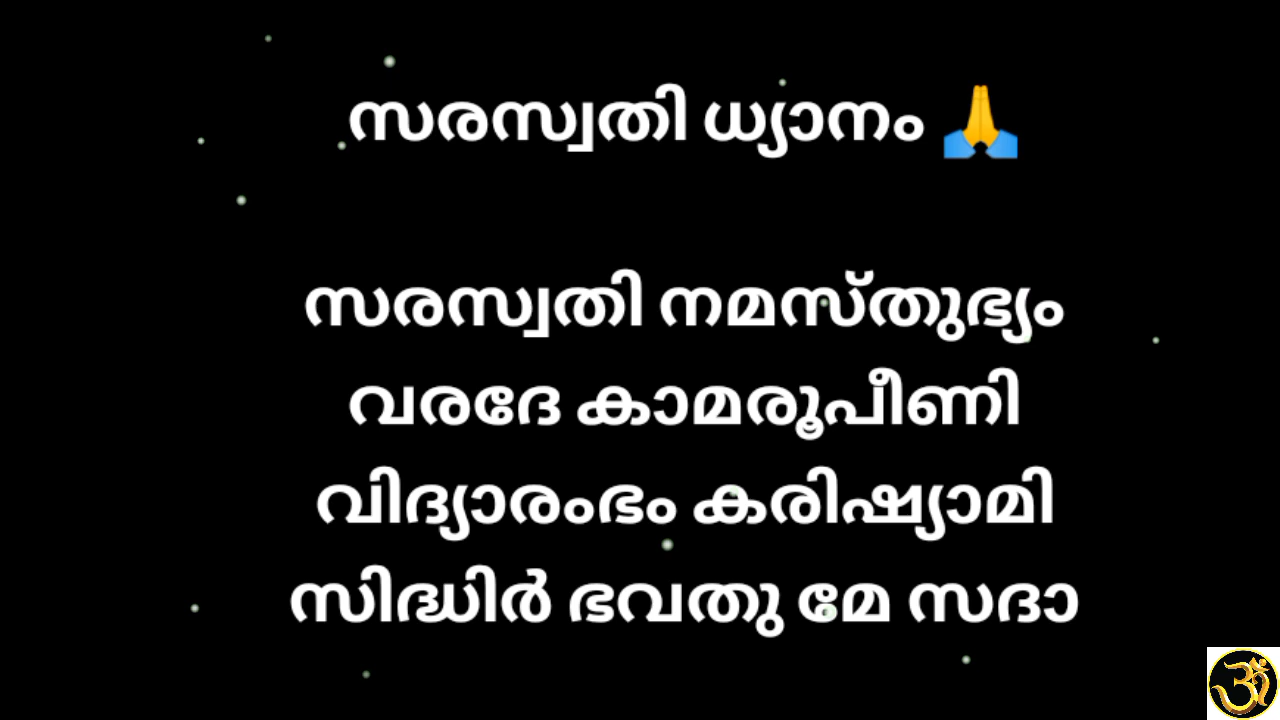 സരസ്വതി ധ്യാനം 🙏
സരസ്വതി നമസ്തുഭ്യം
വരദേ കാമരൂപീണി
വിദ്യാരംഭം കരിഷ്യാമി
സിദ്ധിർ ഭവതു മേ സദാ
ॐ